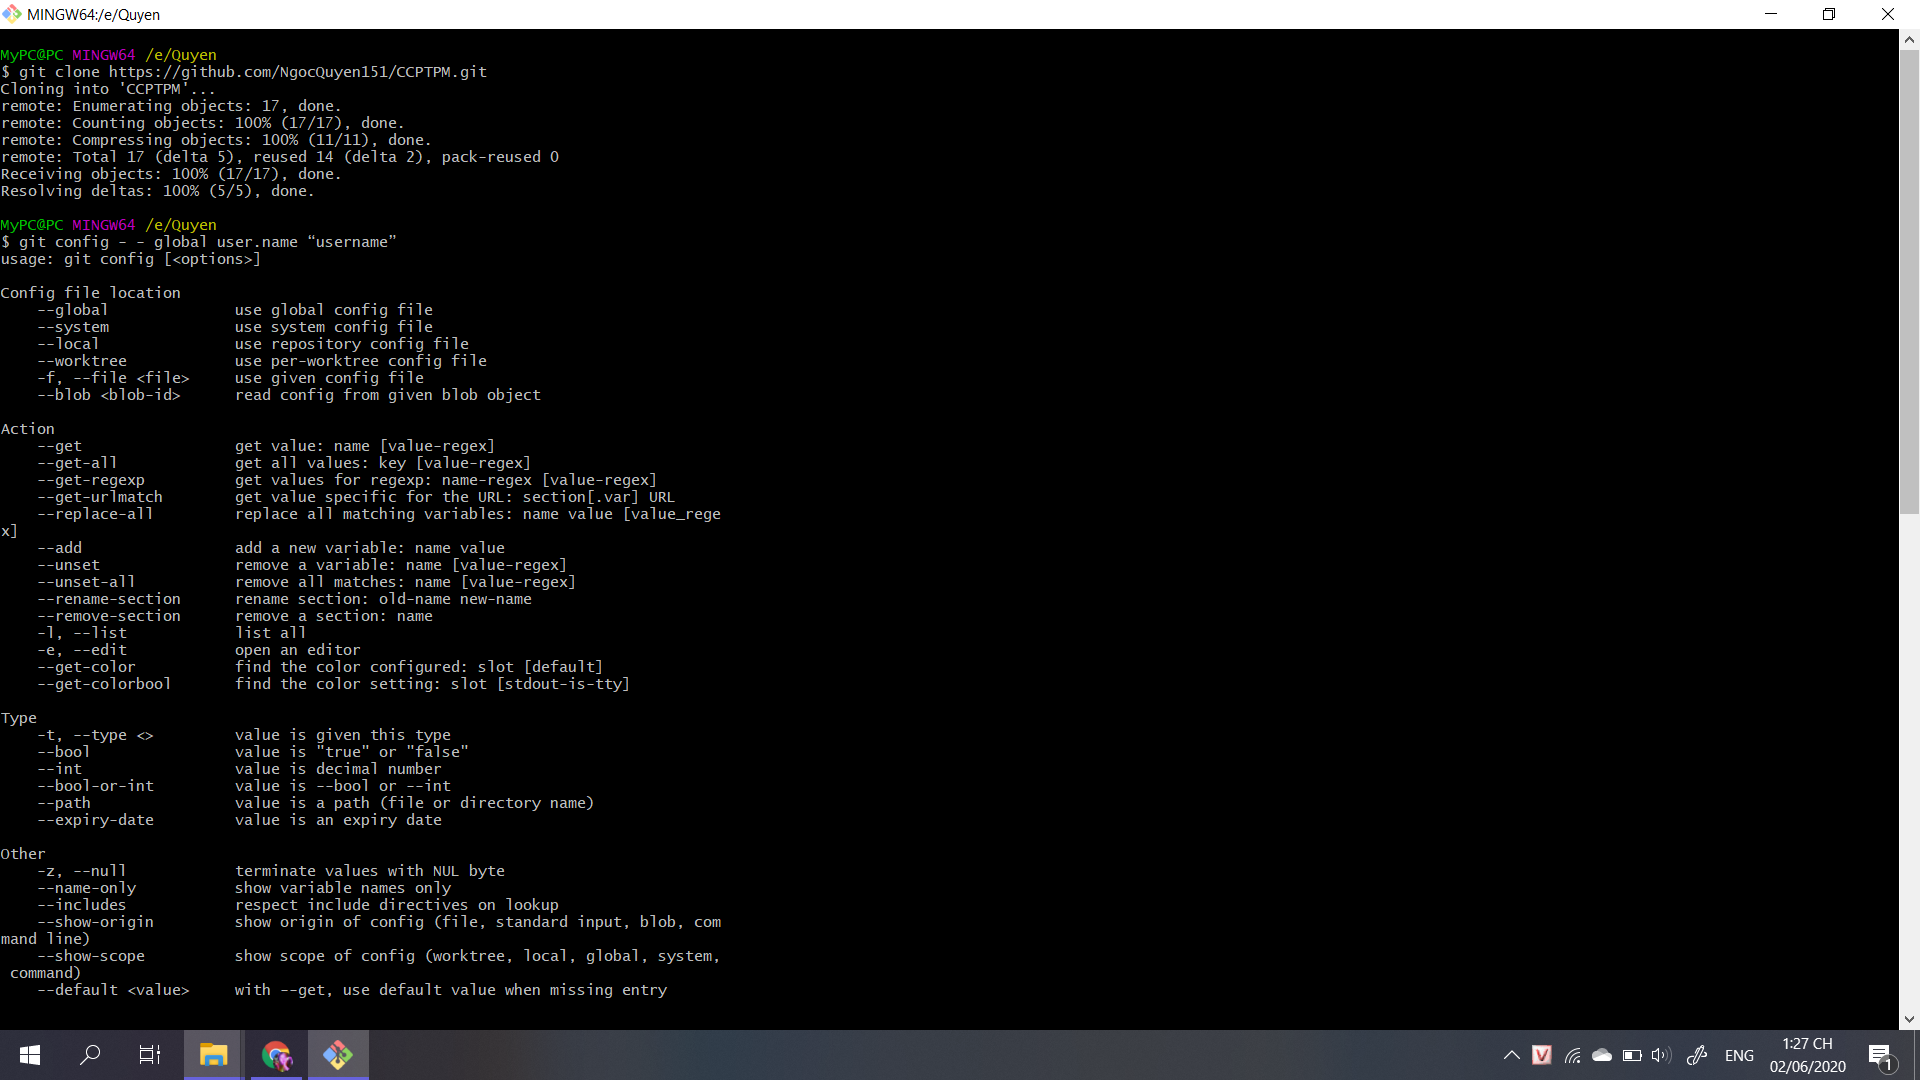 MINGW64:/e/Quyen
MyPC@PC MINGW64 /e/Quyen
$ git clone https://github.com/NgocQuyen151/CCPTPM.git
Cloning into 'CCPTPM'...
remote: Enumerating objects: 17, done.
remote: Counting objects: 100% (17/17), done.
remote: Compressing objects: 100% (11/11), done.
remote: Total 17 (delta 5), reused 14 (delta 2), pack-reused 0
Receiving objects: 100% (17/17), done.
Resolving deltas: 100% (5/5), done.
MyPC@PC MINGW64 /e/Quyen
$ git config - - global user.name “username”
usage: git config [<options>]
Config file location
--global use global config file
--system use system config file
--local use repository config file
--worktree use per-worktree config file
-f, --file <file> use given config file
--blob <blob-id> read config from given blob object
Action
--get get value: name [value-regex]
--get-all get all values: key [value-regex]
--get-regexp get values for regexp: name-regex [value-regex]
--get-urlmatch get value specific for the URL: section[.var] URL
--replace-all replace all matching variables: name value [value_rege
x]
--add add a new variable: name value
--unset remove a variable: name [value-regex]
--unset-all remove all matches: name [value-regex]
--rename-section rename section: old-name new-name
--remove-section remove a section: name
-l, --list list all
-e, --edit open an editor
--get-color find the color configured: slot [default]
--get-colorbool find the color setting: slot [stdout-is-tty]
Type
-t, --type <> value is given this type
--bool value is "true" or "false"
--int value is decimal number
--bool-or-int value is --bool or --int
--path value is a path (file or directory name)
--expiry-date value is an expiry date
Other
-z, --null terminate values with NUL byte
--name-only show variable names only
--includes respect include directives on lookup
--show-origin show origin of config (file, standard input, blob, com
mand line)
--show-scope show scope of config (worktree, local, global, system,
command)
--default <value> with --get, use default value when missing entry
V
ENG
1:27 CH
02/06/2020
1